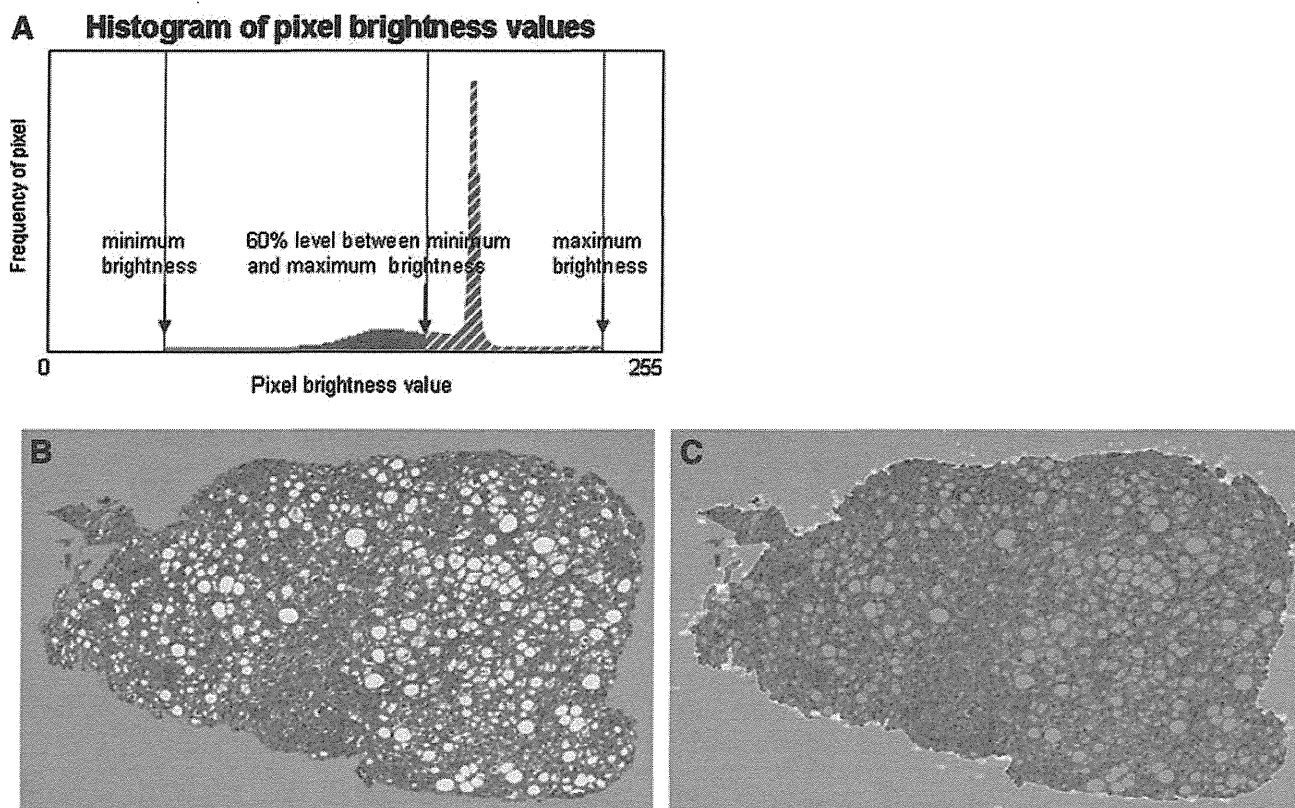 A
Histogram of pixel brightness values
Frequency of pixel
minimum
brightness
60% level between minimum
and maximum brightness
maximum
brightness
0
255
Pixel brightness value
B
C